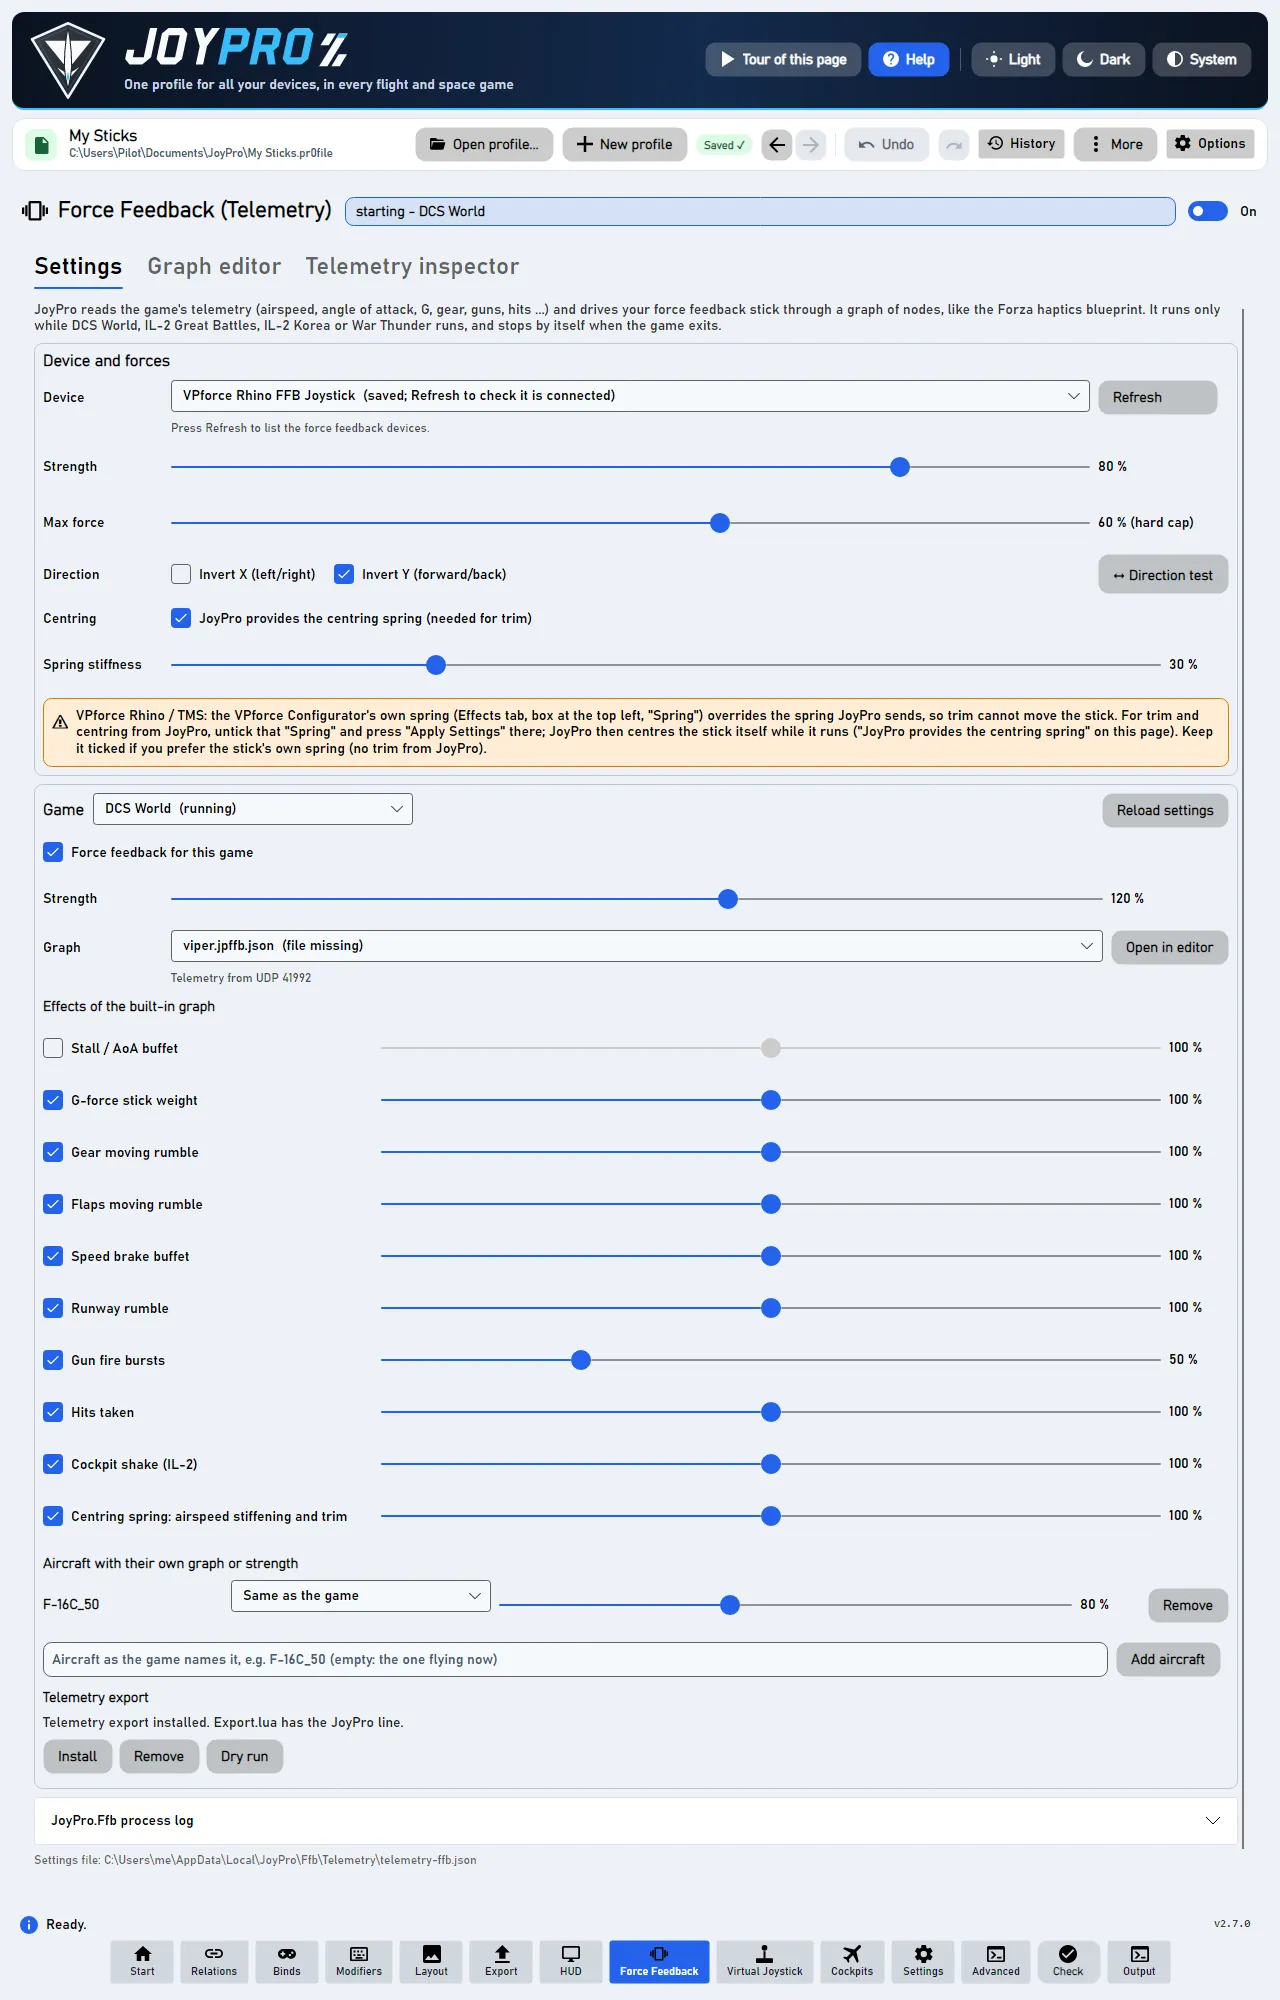 JOYPRO
One profile for all your devices, in every flight and space game
Tour of this page
Help
Light
Dark
System
My Sticks
C:\Users\Pilot\Documents\JoyPro\My Sticks.pr0file
Open profile...
New profile
Saved ✓
Undo
History
More
Options
Force Feedback (Telemetry)
starting - DCS World
On
Settings
Graph editor
Telemetry inspector
JoyPro reads the game's telemetry (airspeed, angle of attack, G, gear, guns, hits ...) and drives your force feedback stick through a graph of nodes, like the Forza haptics blueprint. It runs only
while DCS World, IL-2 Great Battles, IL-2 Korea or War Thunder runs, and stops by itself when the game exits.
Device and forces
Device
VPforce Rhino FFB Joystick (saved; Refresh to check it is connected)
Refresh
Press Refresh to list the force feedback devices.
Strength
80 %
Max force
60 % (hard cap)
Direction
Invert X (left/right)
Invert Y (forward/back)
↔ Direction test
Centring
JoyPro provides the centring spring (needed for trim)
Spring stiffness
30 %
VPforce Rhino / TMS: the VPforce Configurator's own spring (Effects tab, box at the top left, "Spring") overrides the spring JoyPro sends, so trim cannot move the stick. For trim and
centring from JoyPro, untick that "Spring" and press "Apply Settings" there; JoyPro then centres the stick itself while it runs ("JoyPro provides the centring spring" on this page). Keep
it ticked if you prefer the stick's own spring (no trim from JoyPro).
Game
DCS World (running)
Reload settings
Force feedback for this game
Strength
120 %
Graph
viper.jpffb.json (file missing)
Open in editor
Telemetry from UDP 41992
Effects of the built-in graph
Stall / AoA buffet
100 %
G-force stick weight
100 %
Gear moving rumble
100 %
Flaps moving rumble
100 %
Speed brake buffet
100 %
Runway rumble
100 %
Gun fire bursts
50 %
Hits taken
100 %
Cockpit shake (IL-2)
100 %
Centring spring: airspeed stiffening and trim
100 %
Aircraft with their own graph or strength
F-16C_50
Same as the game
80 %
Remove
Aircraft as the game names it, e.g. F-16C_50 (empty: the one flying now)
Add aircraft
Telemetry export
Telemetry export installed. Export.lua has the JoyPro line.
Install
Remove
Dry run
JoyPro.Ffb process log
Settings file: C:\Users\me\AppData\Local\JoyPro\Ffb\Telemetry\telemetry-ffb.json
Ready.
v2.7.0
Start
Relations
Binds
Modifiers
Layout
Export
HUD
Force Feedback
Virtual Joystick
Cockpits
Settings
Advanced
Check
Output